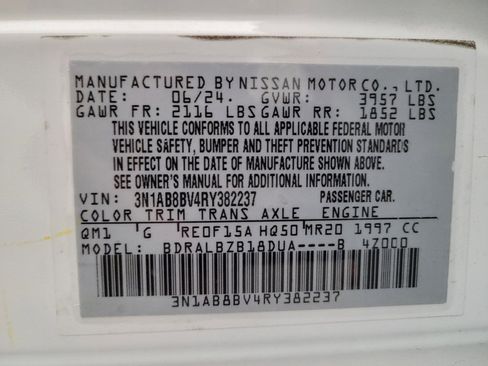 MANUFACTURED BY NISSAN MOTOR CO., LTD.
DATE: 06/24. GVWR: 3957 LBS
GAWR FR: 2116 LBS GAWR RR: 1852 LBS
THIS VEHICLE CONFORMS TO ALL APPLICABLE FEDERAL MOTOR
VEHICLE SAFETY, BUMPER AND THEFT PREVENTION STANDARDS
IN EFFECT ON THE DATE OF MANUFACTURE SHOWN ABOVE.
SEE OWNER'S MANUAL FOR ADDITIONAL INFORMATION.
VIN: 3N1AB8BV4RY382237 PASSENGER CAR.
COLOR TRIM TRANS AXLE ENGINE
QM1 G RE0F15A HQ50 MR20 1997 CC
MODEL: BDRALBZB18DUA----B 4Z000
3N1AB8BV4RY382237